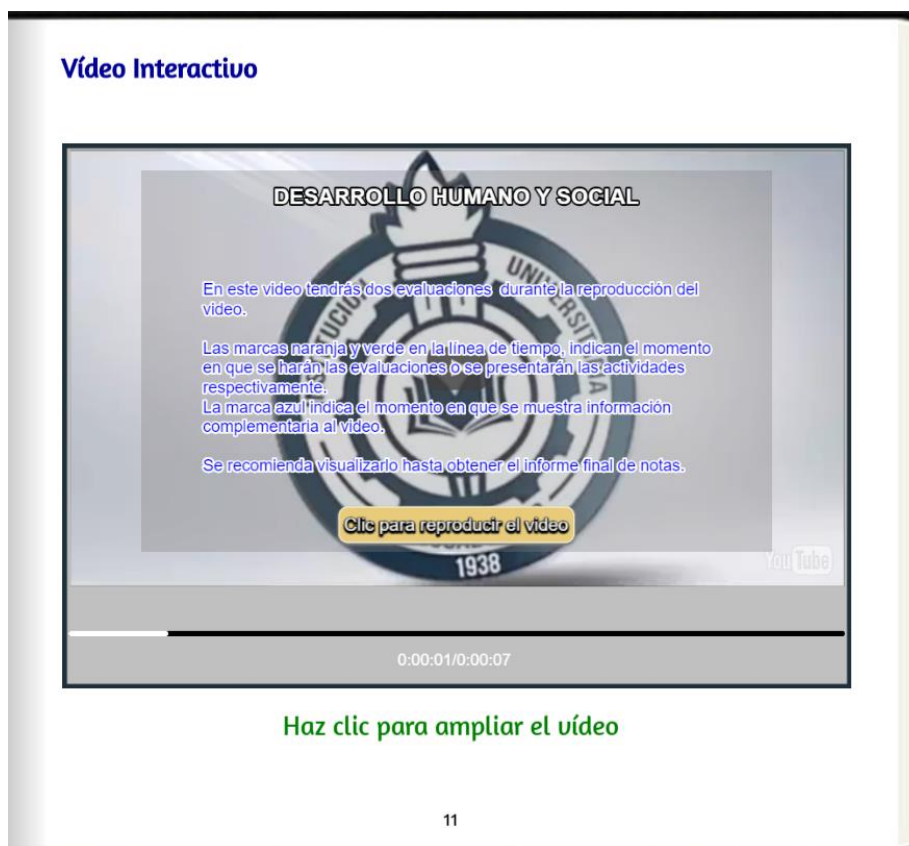 Vídeo Interactivo
DESARROLLO HUMANO Y SOCIAL
UNIVERSITARIA
En este video tendrás dos evaluaciones durante la reproducción del
video.
Las marcas naranja y verde en la línea de tiempo, indican el momento
en que se harán las evaluaciones o se presentarán las actividades
respectivamente.
La marca azul indica el momento en que se muestra información
complementaria al video.
Se recomienda visualizarlo hasta obtener el informe final de notas.
Clic para reproducir el video
1938
YouTube
0:00:01/0:00:07
Haz clic para ampliar el vídeo
11